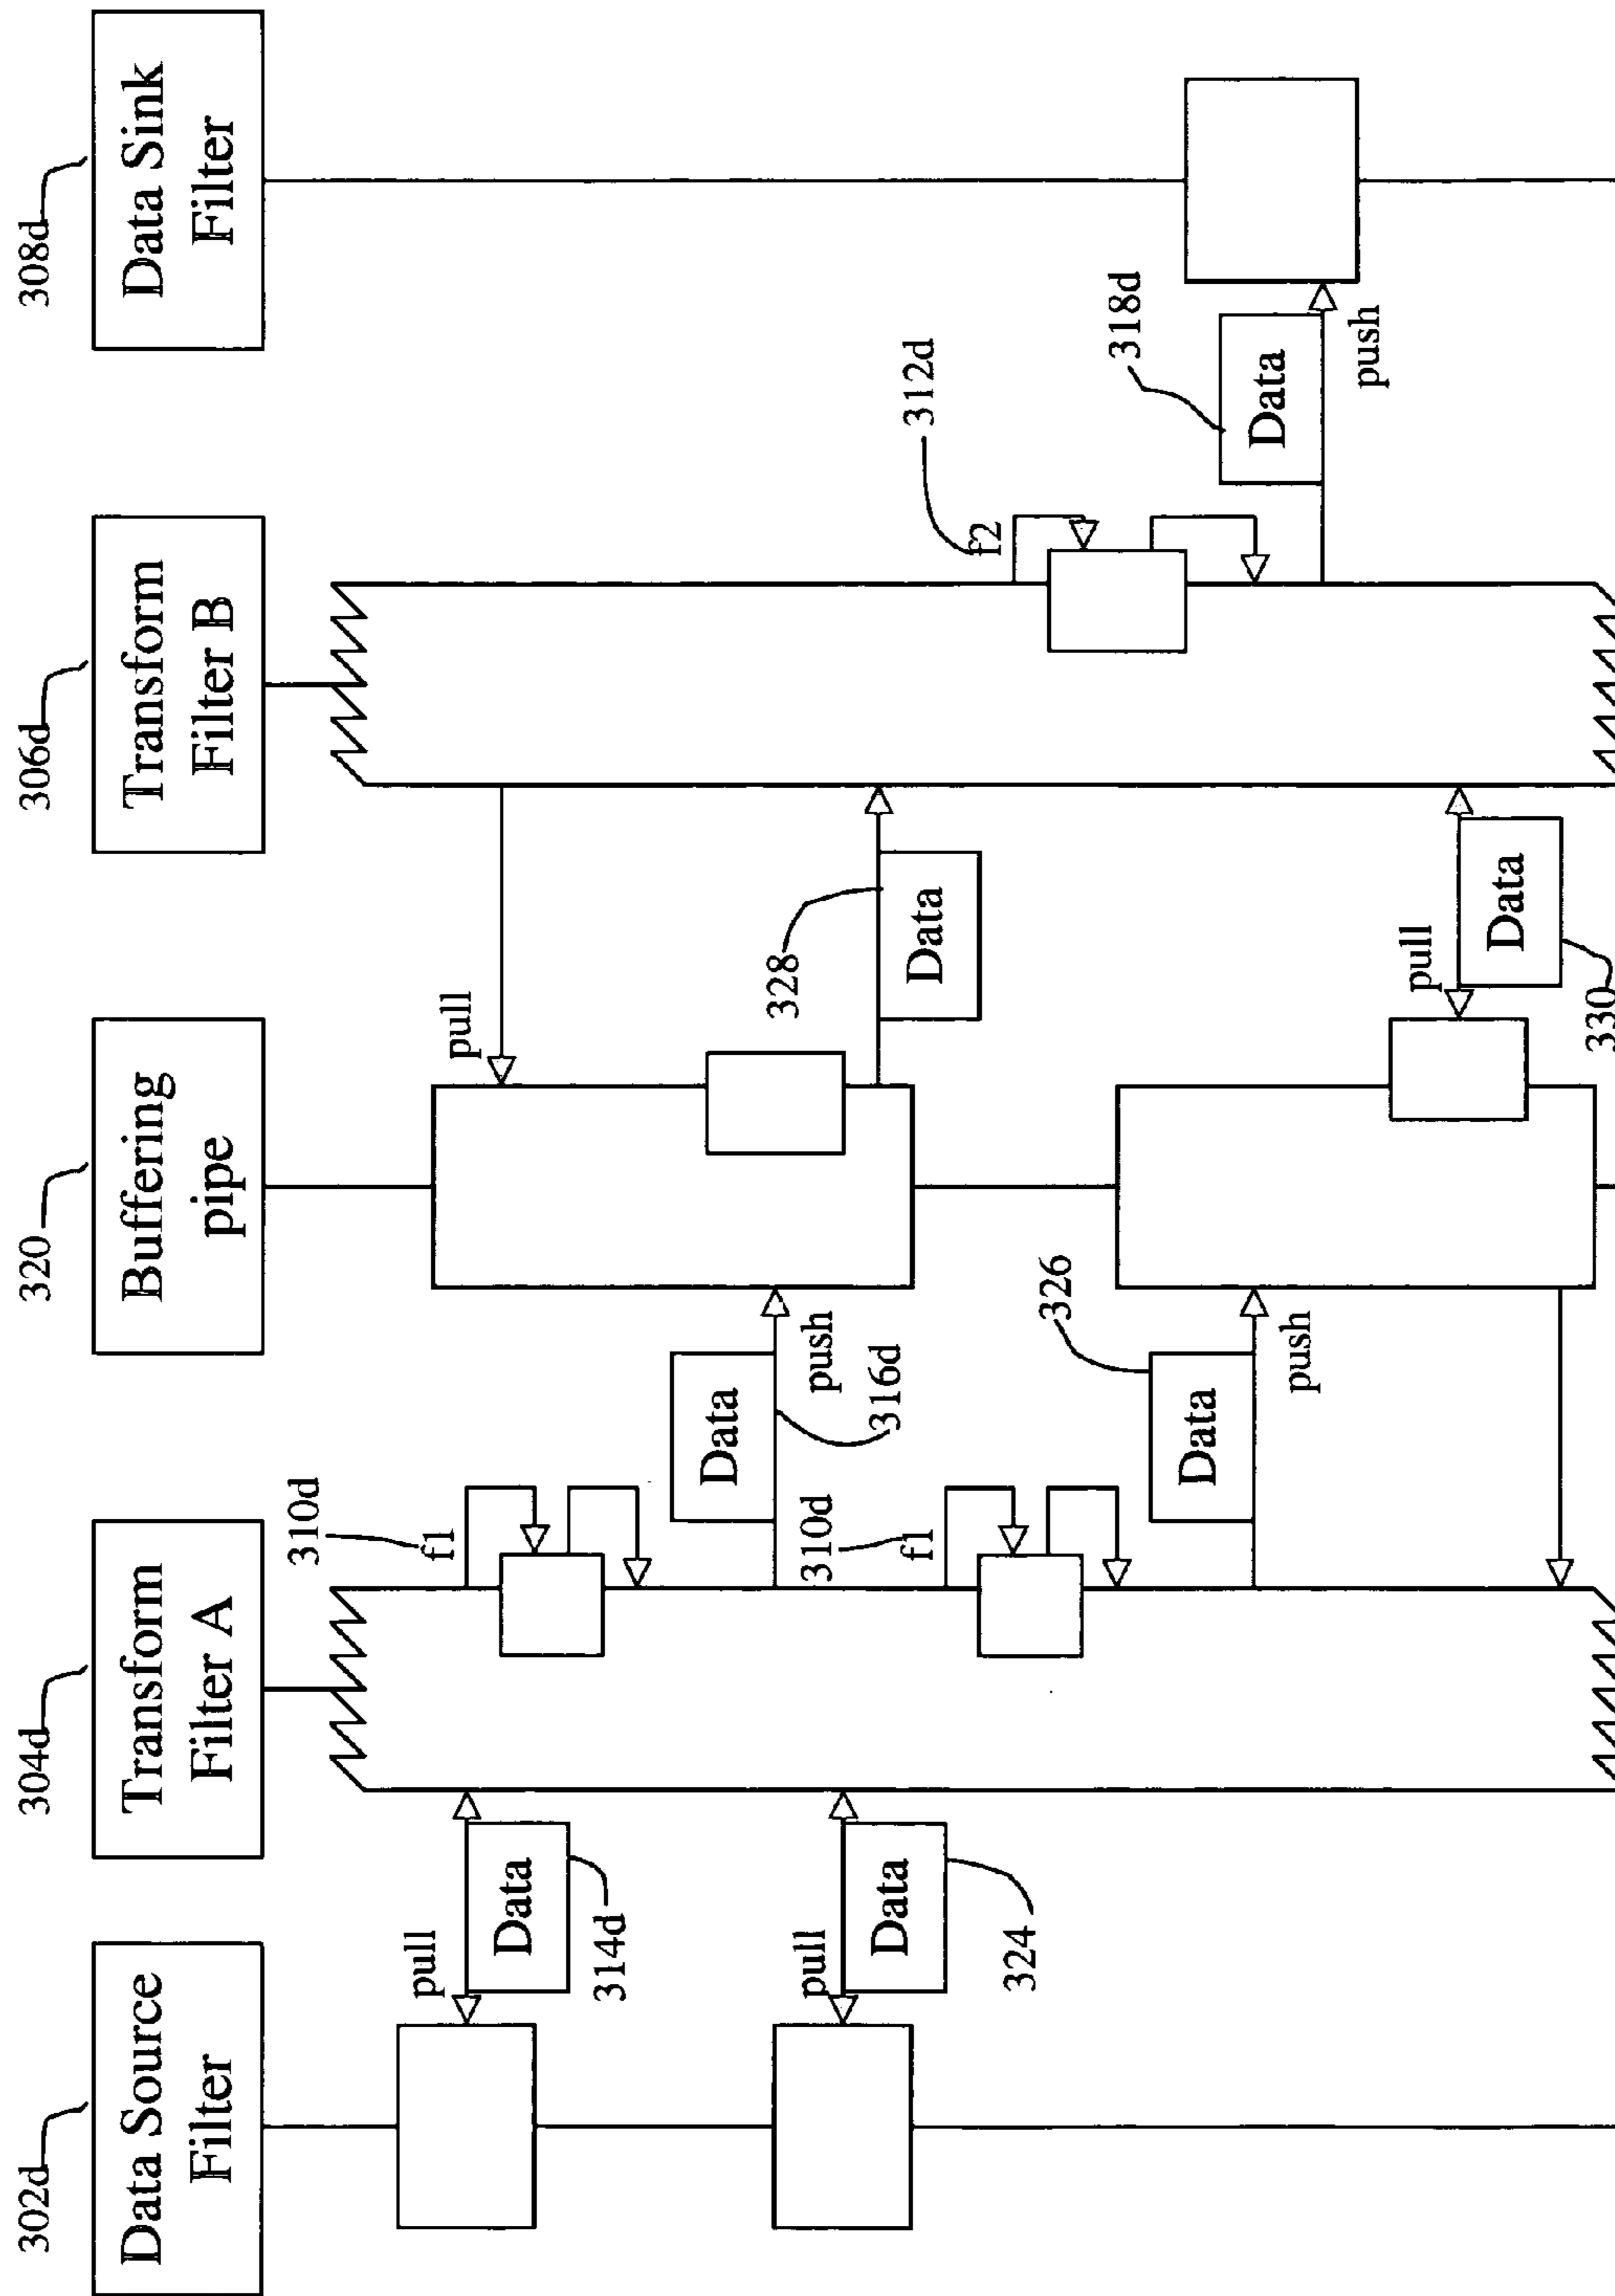 302d
304d
320
306d
308d
Data Source
Filter
Transform
Filter A
Buffering
pipe
Transform
Filter B
Data Sink
Filter
pull
Data
314d
310d
f1
pull
Data
316d
push
pull
Data
324
328
Data
310d
f1
312d
f2
326
Data
push
318d
Data
push
pull
Data
330